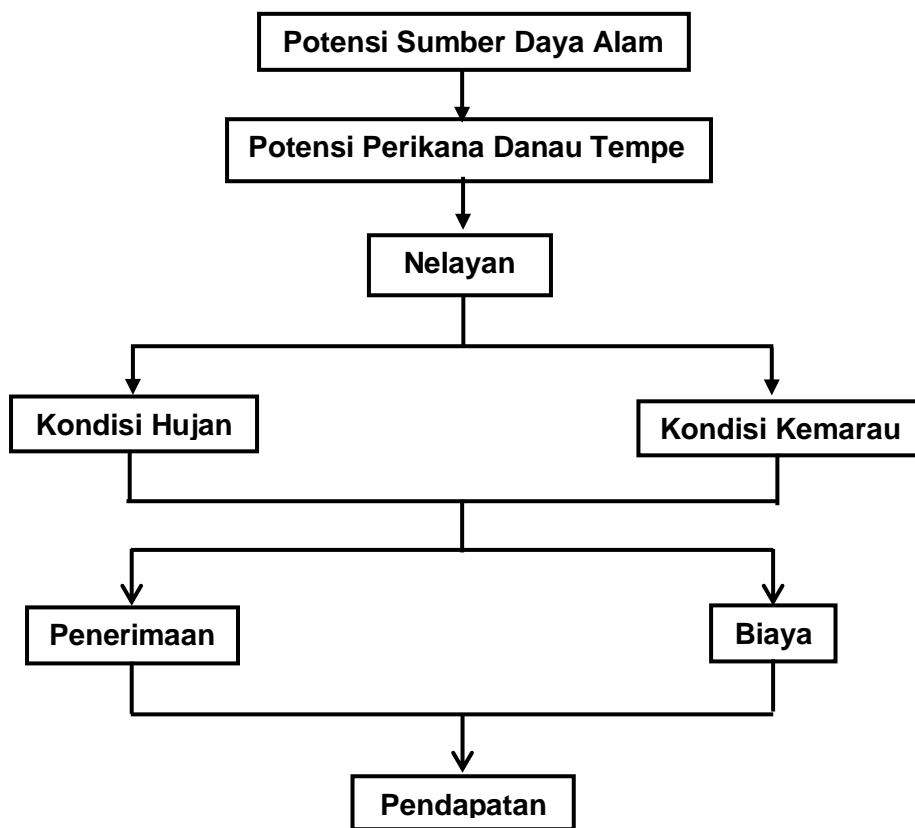 Potensi Sumber Daya Alam
Potensi Perikana Danau Tempe
Nelayan
Kondisi Hujan
Kondisi Kemarau
Penerimaan
Biaya
Pendapatan